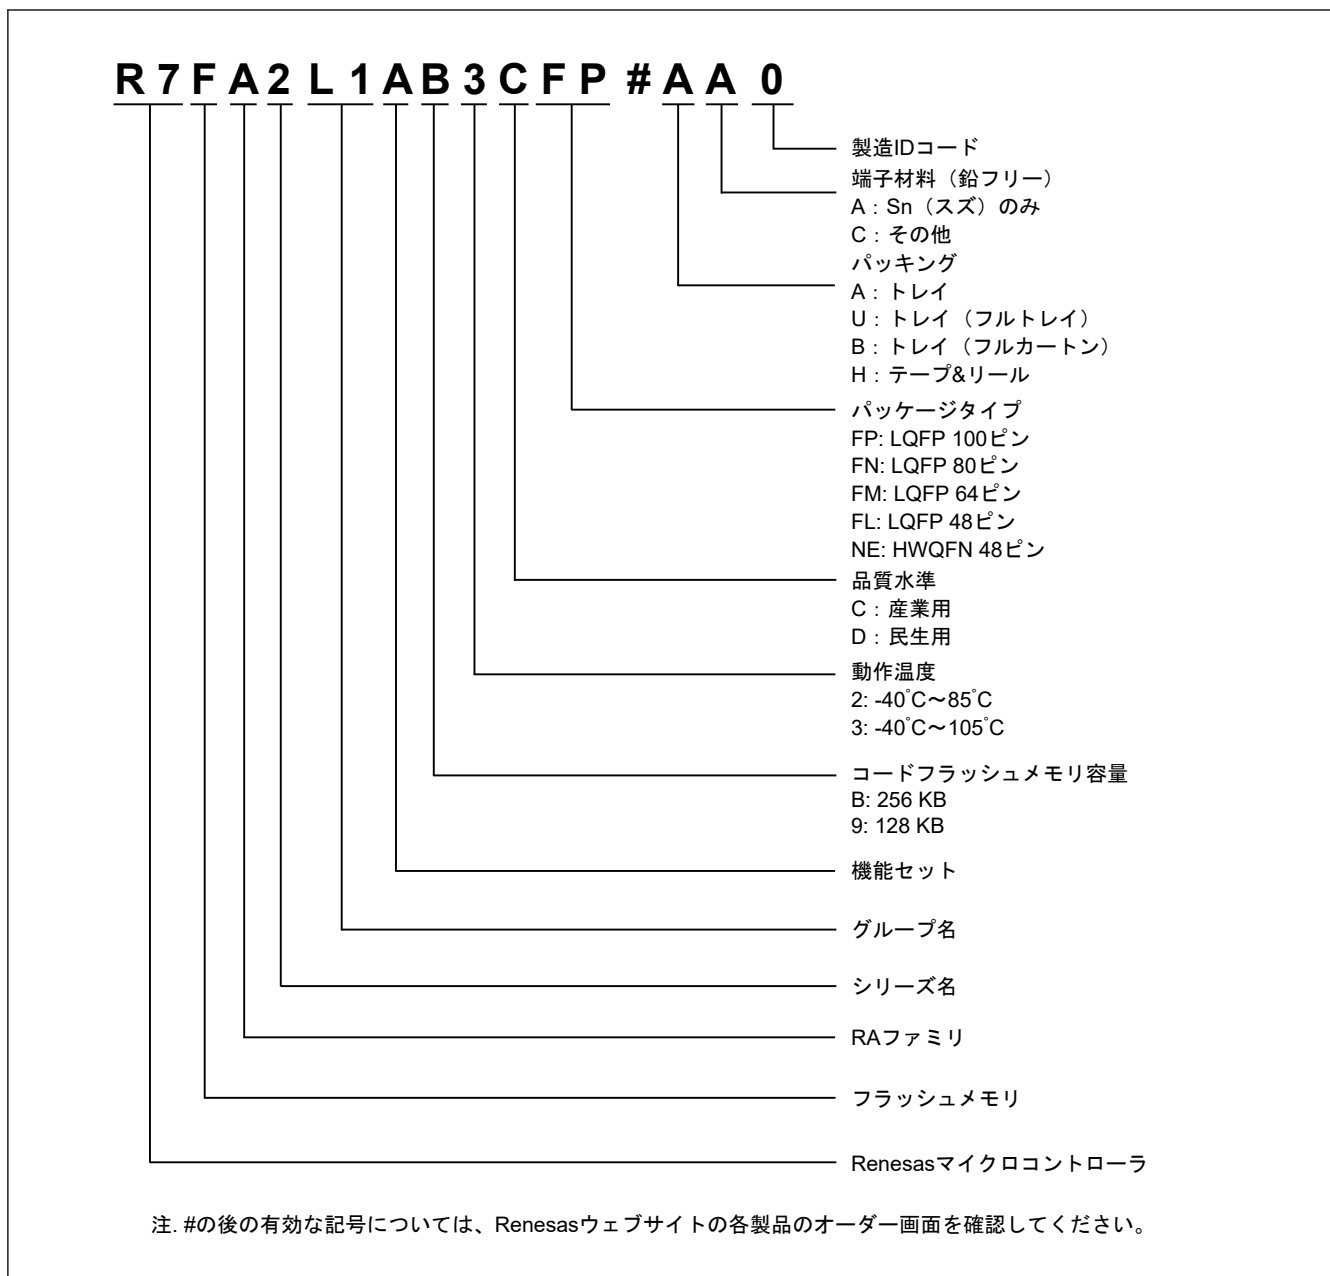 R7FA2L1AB3CFP#AA0
製造IDコード
端子材料（鉛フリー）
A：Sn（スズ）のみ
C：その他
パッキング
A：トレイ
U：トレイ（フルトレイ）
B：トレイ（フルカートン）
H：テープ&リール
パッケージタイプ
FP: LQFP 100ピン
FN: LQFP 80ピン
FM: LQFP 64ピン
FL: LQFP 48ピン
NE: HWQFN 48ピン
品質水準
C：産業用
D：民生用
動作温度
2: -40°C～85°C
3: -40°C～105°C
コードフラッシュメモリ容量
B: 256 KB
9: 128 KB
機能セット
グループ名
シリーズ名
RAファミリ
フラッシュメモリ
Renesasマイクロコントローラ
注. #の後の有効な記号については、Renesasウェブサイトの各製品のオーダー画面を確認してください。